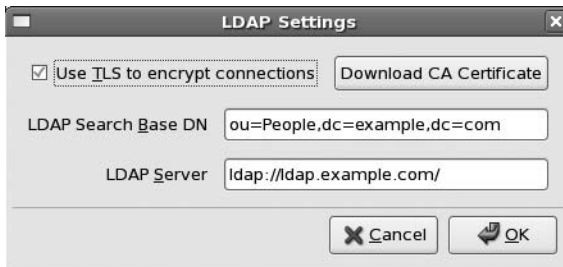 LDAP Settings
Use TLS to encrypt connections Download CA Certificate
LDAP Search Base DN ou=People,dc=example,dc=com
LDAP Server ldap://ldap.example.com/
Cancel OK